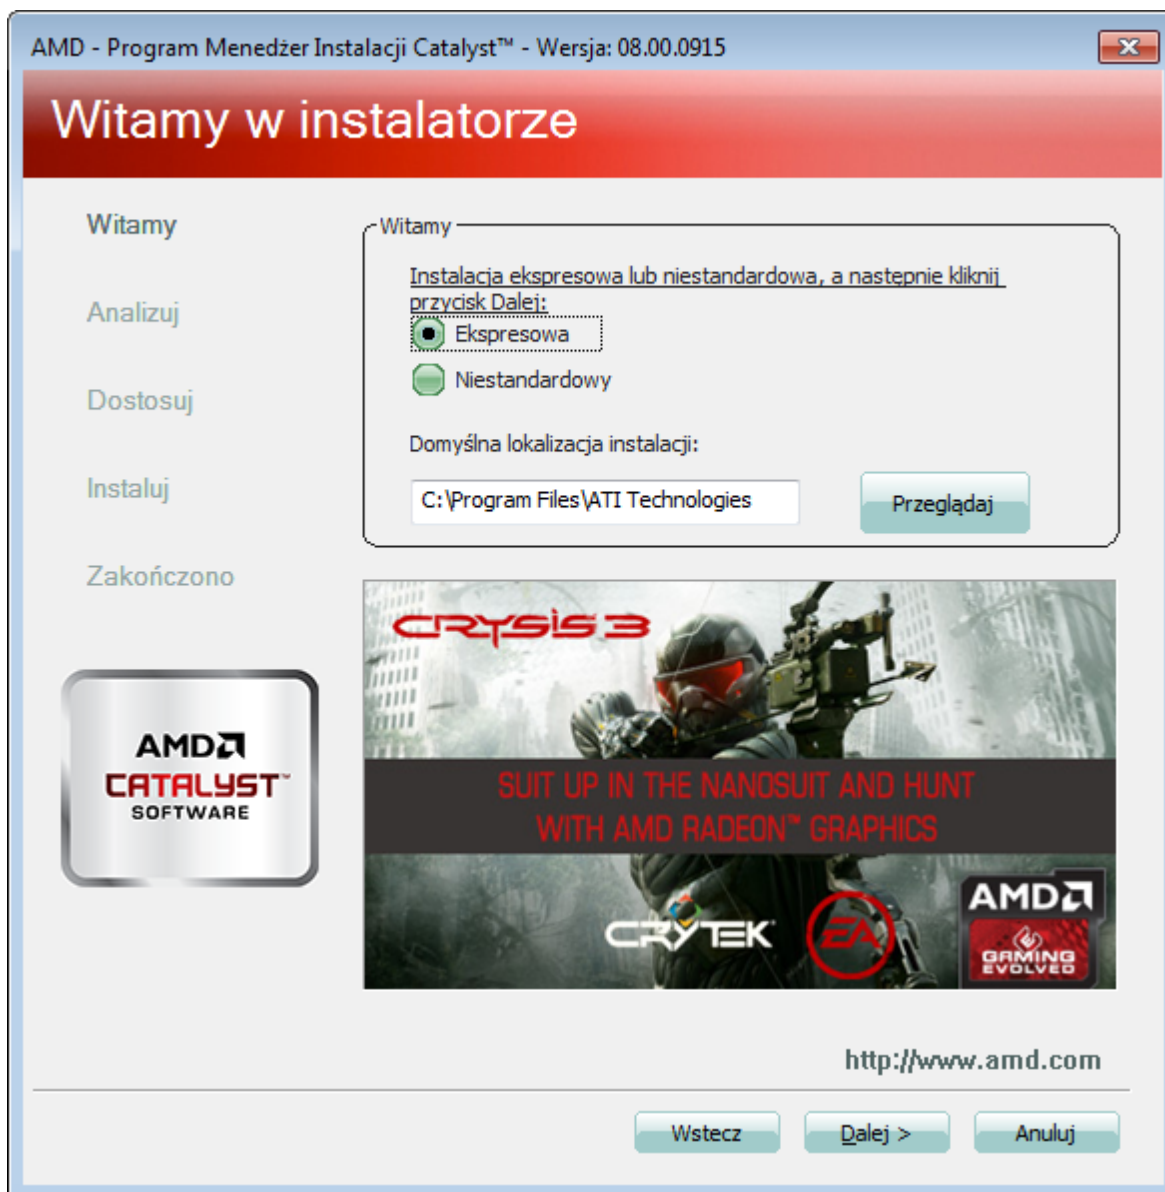 AMD - Program Menedżer Instalacji Catalyst™ - Wersja: 08.00.0915
Witamy w instalatorze
Witamy
Analizuj
Dostosuj
Instaluj
Zakończono
Witamy
Instalacja ekspresowa lub niestandardowa, a następnie kliknij
przycisk Dalej:
Ekspresowa
Niestandardowy
Domyślna lokalizacja instalacji:
C:\Program Files\ATI Technologies
Przeglądaj
AMD
CATALYST™
SOFTWARE
CRYSIS 3
SUIT UP IN THE NANOSUIT AND HUNT
WITH AMD RADEON™ GRAPHICS
CRYTEK
EA
AMD
GAMING
EVOLVED
http://www.amd.com
Wstecz
Dalej >
Anuluj